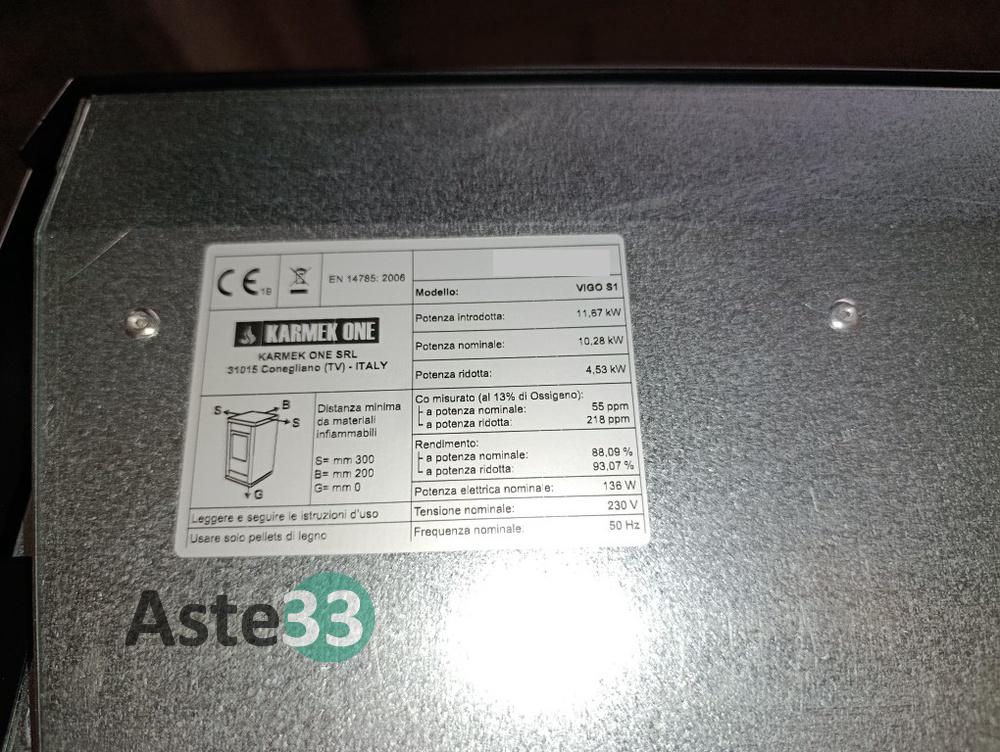 CE 18
EN 14785: 2006
KARMEK ONE
KARMEK ONE SRL
31015 Conegliano (TV) - ITALY
S B S G
Distanza minima
da materiali
infiammabili
S= mm 300
B= mm 200
G= mm 0
Leggere e seguire le istruzioni d'uso
Usare solo pellets di legno
Modello: VIGO S1
Potenza introdotta: 11,67 kW
Potenza nominale: 10,28 kW
Potenza ridotta: 4,53 kW
Co misurato (al 13% di Ossigeno):
a potenza nominale: 55 ppm
a potenza ridotta: 218 ppm
Rendimento:
a potenza nominale: 88,09 %
a potenza ridotta: 93,07 %
Potenza elettrica nominale: 136 W
Tensione nominale: 230 V
Frequenza nominale: 50 Hz
Aste33